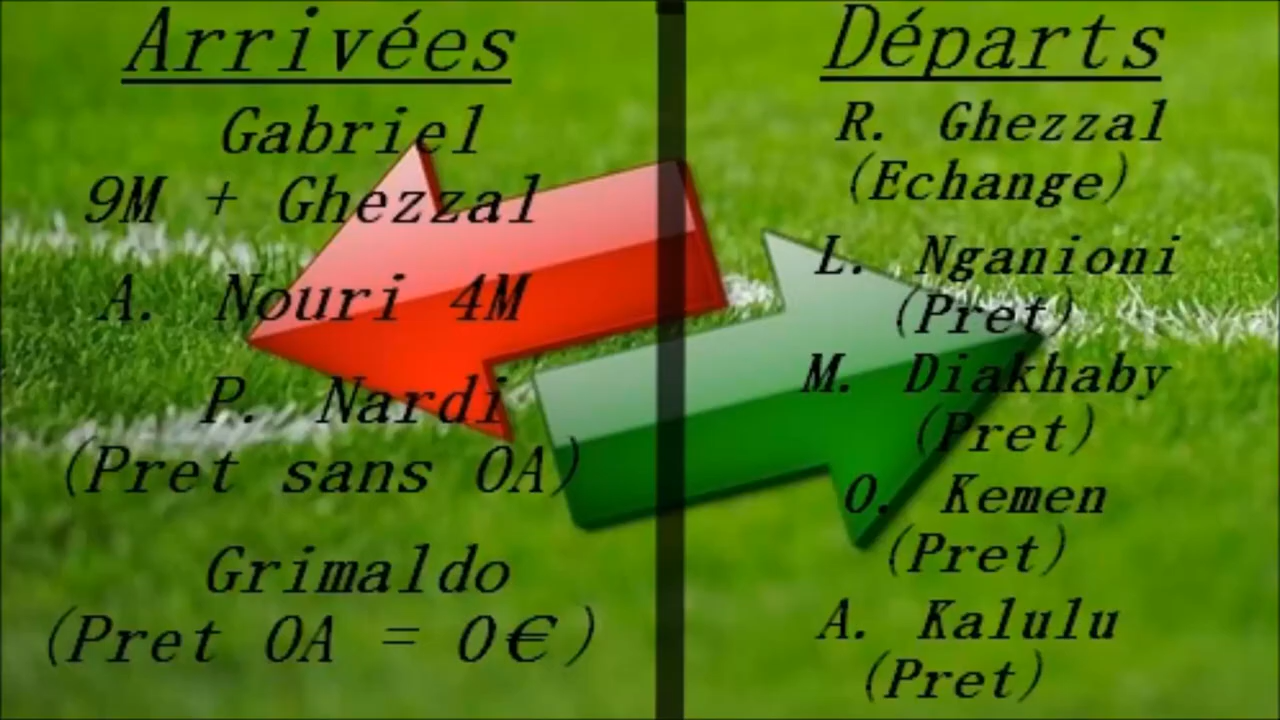 Arrivées
Gabriel
9M + Ghezzal
A. Nouri 4M
P. Nardi
(Pret sans OA)
Grimaldo
(Pret OA = 0€)
Départs
R. Ghezzal
(Echange)
L. Nganioni
(Pret)
M. Diakhaby
(Pret)
O. Kemen
(Pret)
A. Kalulu
(Pret)